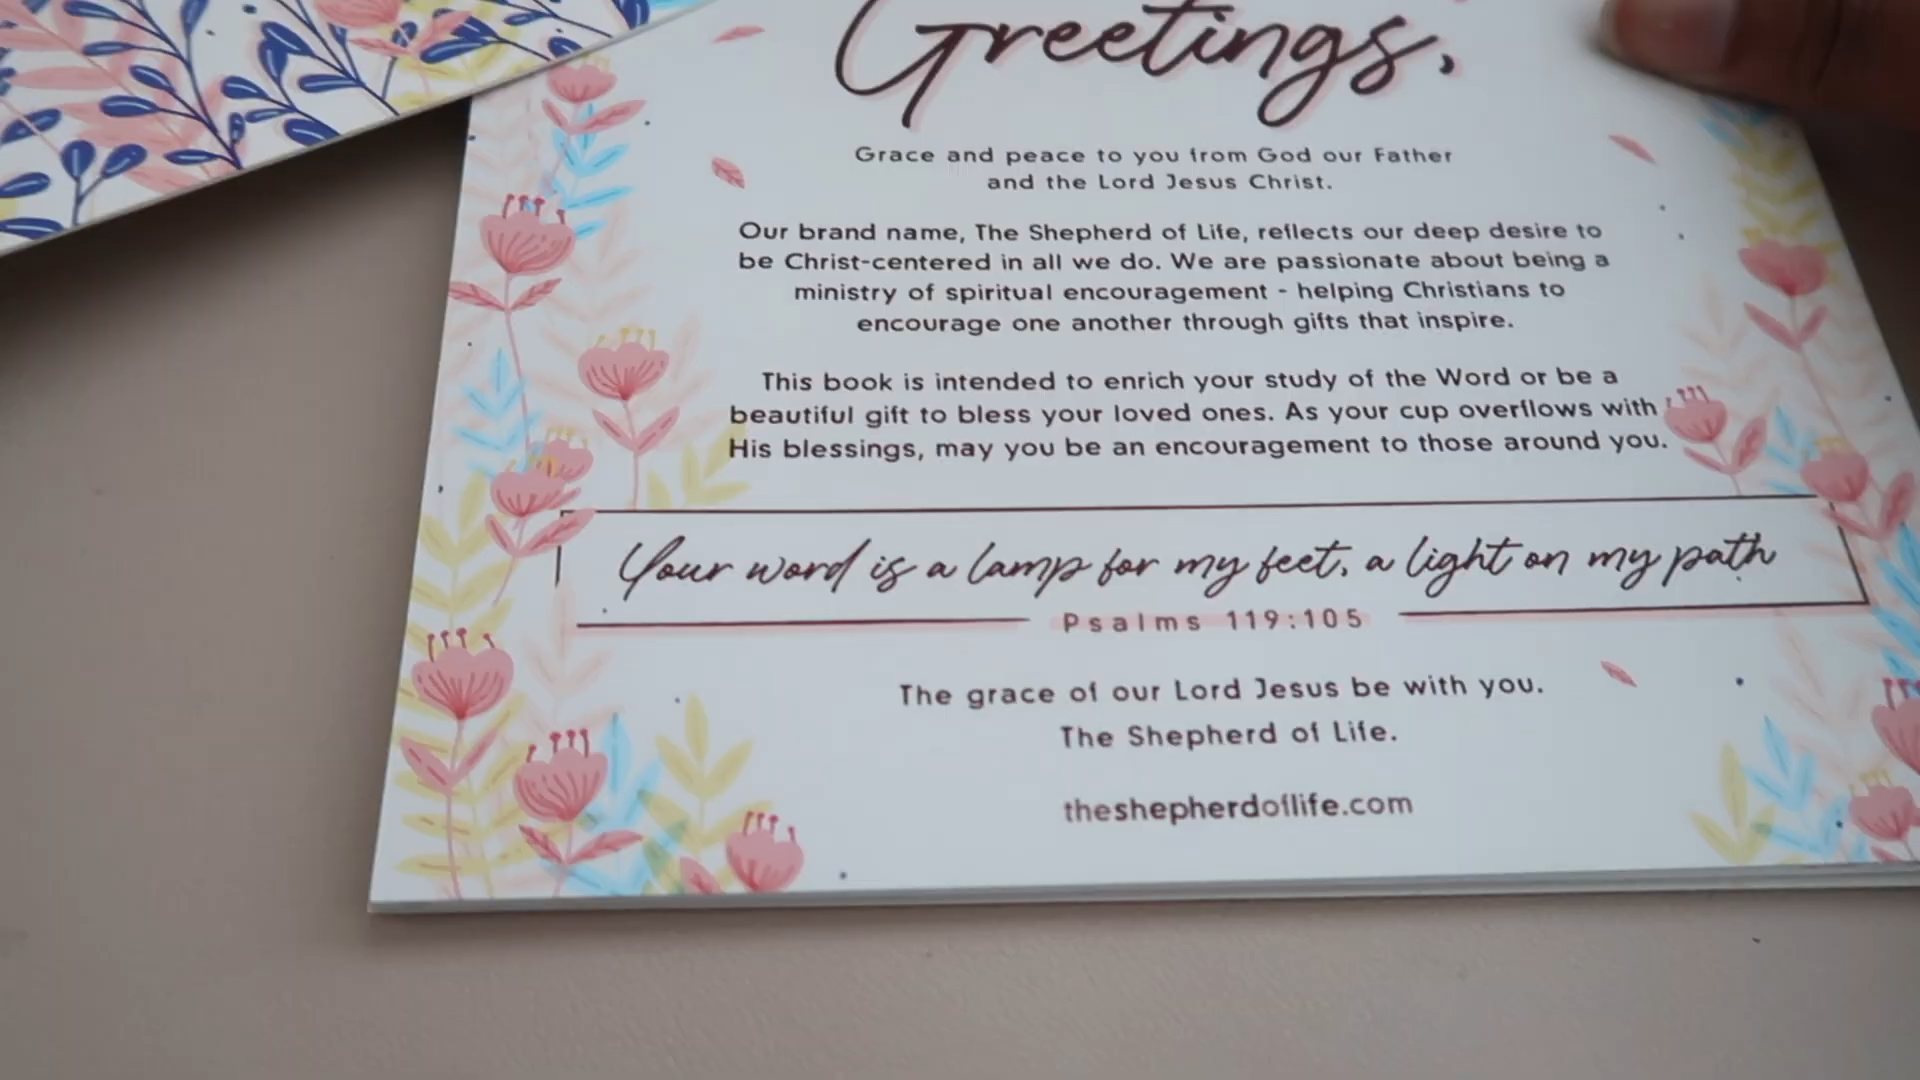 Greetings,
Grace and peace to you from God our Father
and the Lord Jesus Christ.
Our brand name, The Shepherd of Life, reflects our deep desire to
be Christ-centered in all we do. We are passionate about being a
ministry of spiritual encouragement - helping Christians to
encourage one another through gifts that inspire.
This book is intended to enrich your study of the Word or be a
beautiful gift to bless your loved ones. As your cup overflows with
His blessings, may you be an encouragement to those around you.
Your word is a lamp for my feet, a light on my path
Psalms 119:105
The grace of our Lord Jesus be with you.
The Shepherd of Life.
theshepherdoflife.com